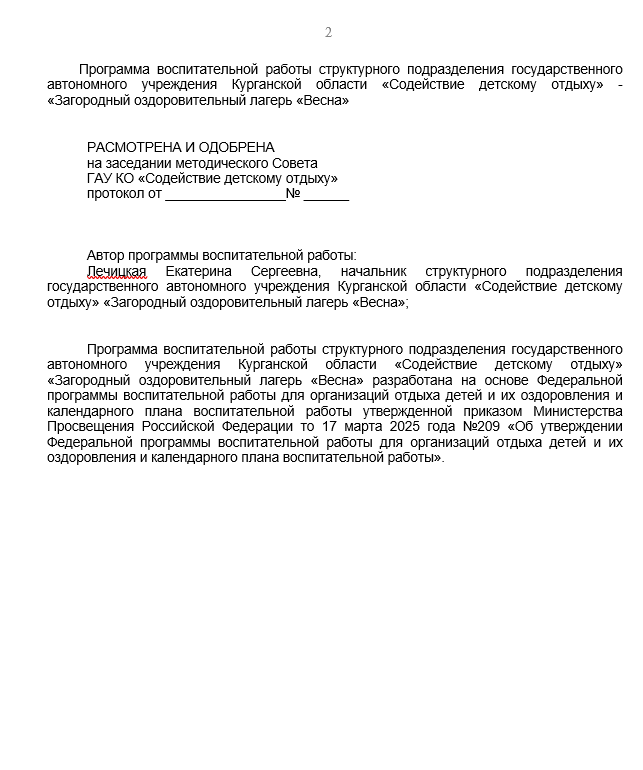 2
Программа воспитательной работы структурного подразделения государственного
автономного учреждения Курганской области «Содействие детскому отдыху» -
«Загородный оздоровительный лагерь «Весна»
РАСМОТРЕНА И ОДОБРЕНА
на заседании методического Совета
ГАУ КО «Содействие детскому отдыху»
протокол от ________________№ ______
Автор программы воспитательной работы:
Лечицкая Екатерина Сергеевна, начальник структурного подразделения
государственного автономного учреждения Курганской области «Содействие детскому
отдыху» «Загородный оздоровительный лагерь «Весна»;
Программа воспитательной работы структурного подразделения государственного
автономного учреждения Курганской области «Содействие детскому отдыху»
«Загородный оздоровительный лагерь «Весна» разработана на основе Федеральной
программы воспитательной работы для организаций отдыха детей и их оздоровления и
календарного плана воспитательной работы утвержденной приказом Министерства
Просвещения Российской Федерации то 17 марта 2025 года №209 «Об утверждении
Федеральной программы воспитательной работы для организаций отдыха детей и их
оздоровления и календарного плана воспитательной работы».